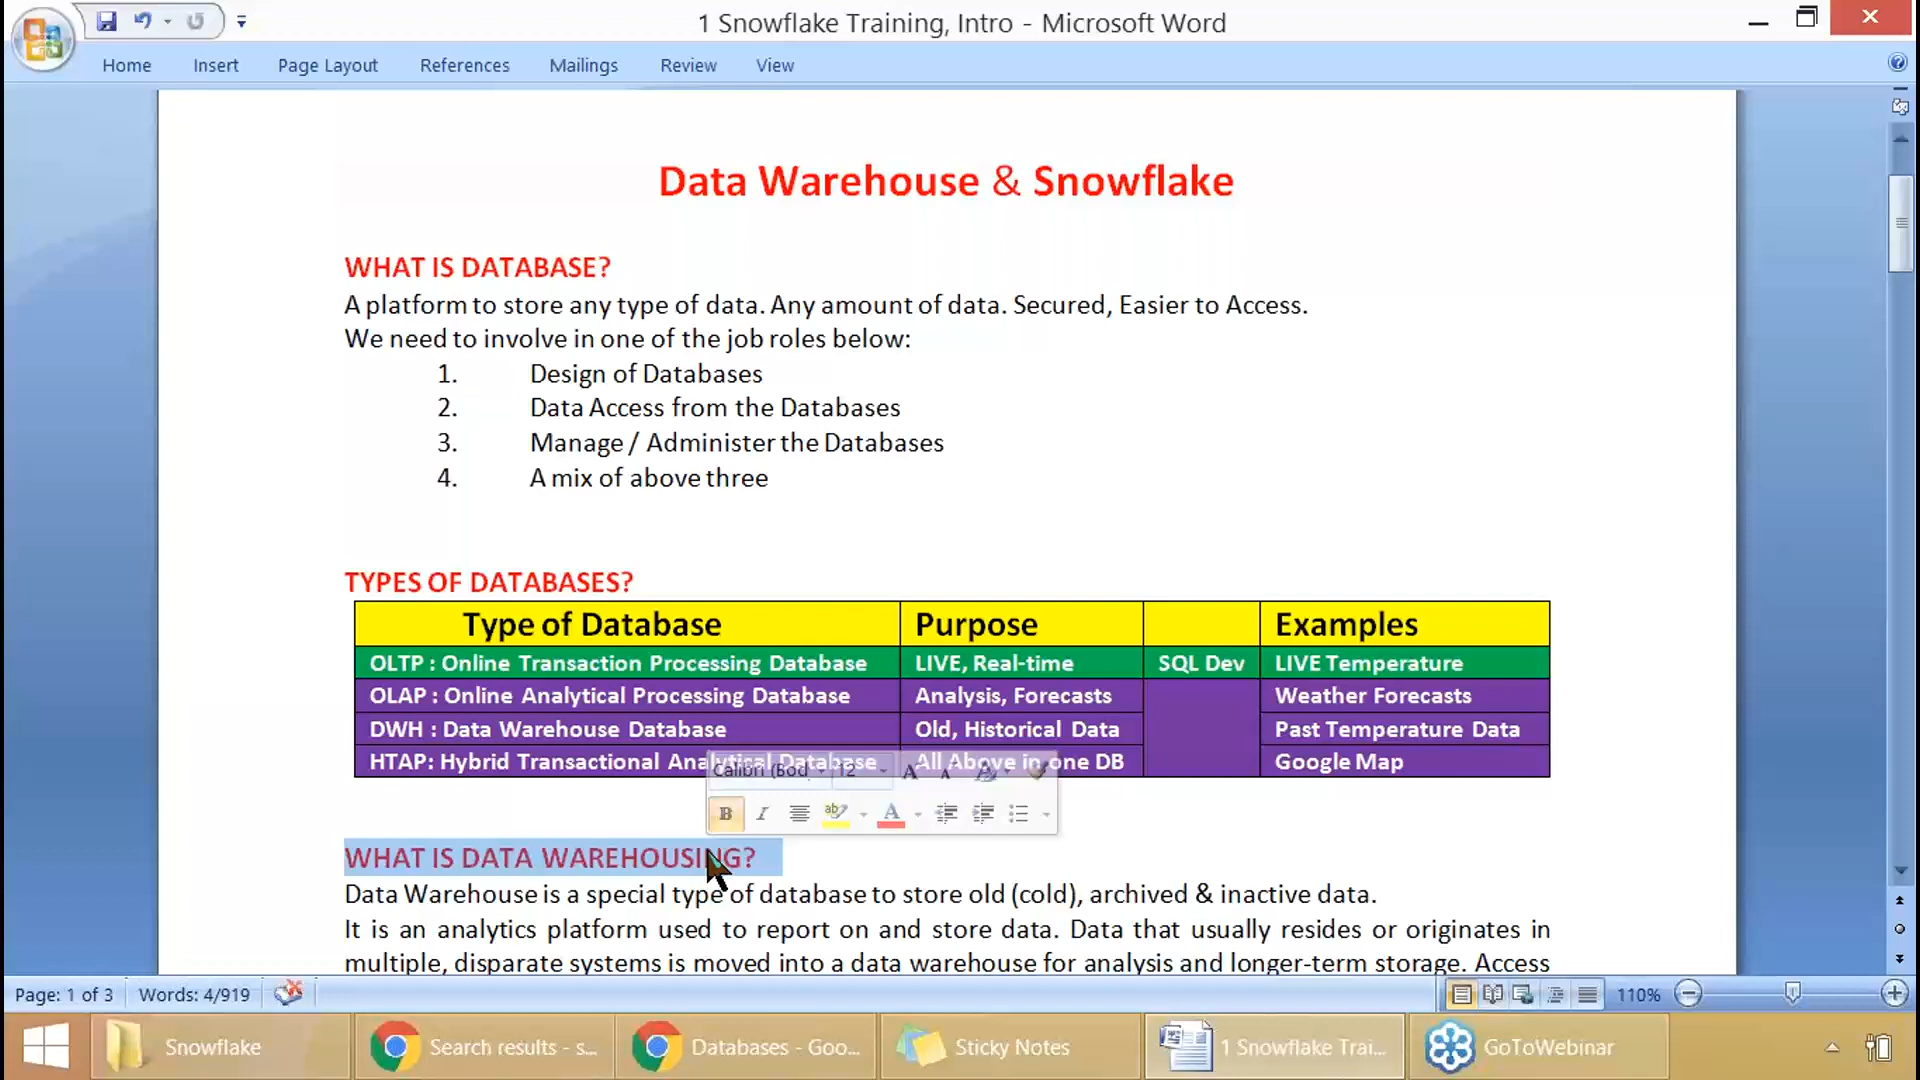 1 Snowflake Training, Intro - Microsoft Word
Home Insert Page Layout References Mailings Review View
Data Warehouse & Snowflake
WHAT IS DATABASE?
A platform to store any type of data. Any amount of data. Secured, Easier to Access.
We need to involve in one of the job roles below:
1. Design of Databases
2. Data Access from the Databases
3. Manage / Administer the Databases
4. A mix of above three
TYPES OF DATABASES?
Type of Database Purpose Examples
OLTP : Online Transaction Processing Database LIVE, Real-time SQL Dev LIVE Temperature
OLAP : Online Analytical Processing Database Analysis, Forecasts Weather Forecasts
DWH : Data Warehouse Database Old, Historical Data Past Temperature Data
HTAP: Hybrid Transactional Analytical Database All Above in one DB Google Map
Calibri (Bod 12
WHAT IS DATA WAREHOUSING?
Data Warehouse is a special type of database to store old (cold), archived & inactive data.
It is an analytics platform used to report on and store data. Data that usually resides or originates in
multiple, disparate systems is moved into a data warehouse for analysis and longer-term storage. Access
Page: 1 of 3 Words: 4/919 110%
Snowflake Search results - s... Databases - Goo... Sticky Notes 1 Snowflake Trai... GoToWebinar